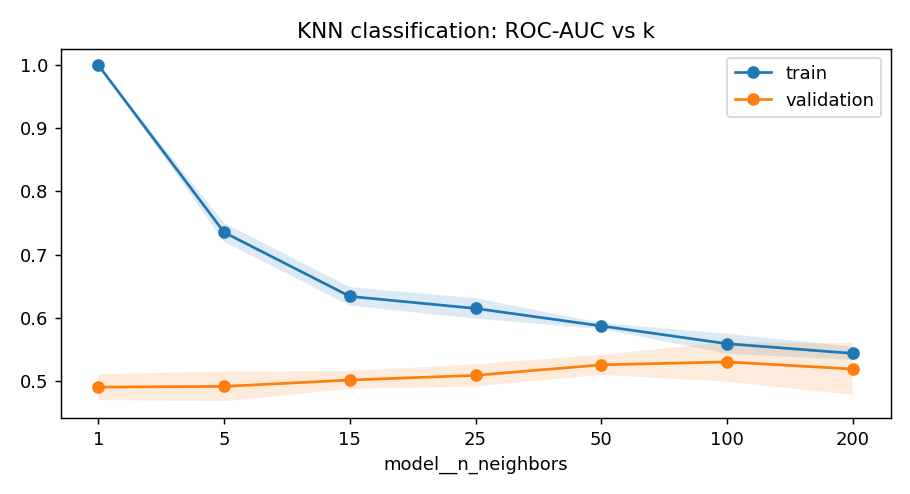 KNN classification: ROC-AUC vs k
1.0
0.9
0.8
0.7
0.6
0.5
train
validation
1 5 15 25 50 100 200
model__n_neighbors